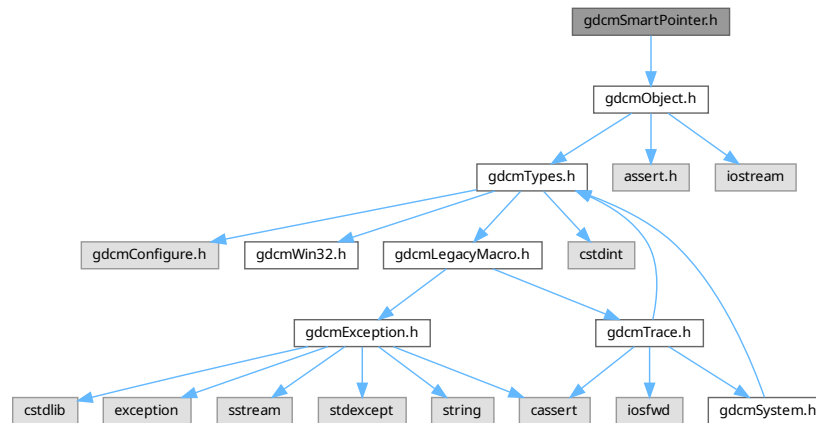 gdcmSmartPointer.h
gdcmObject.h
gdcmTypes.h
assert.h
iostream
gdcmConfigure.h
gdcmWin32.h
gdcmLegacyMacro.h
cstdint
gdcmException.h
gdcmTrace.h
cstdlib
exception
sstream
stdexcept
string
cassert
iosfwd
gdcmSystem.h